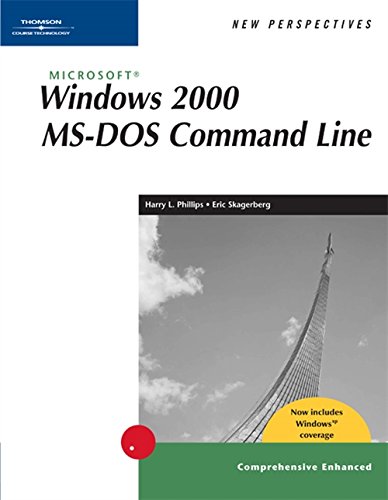 THOMSON
COURSE TECHNOLOGY
NEW PERSPECTIVES
MICROSOFT®
Windows 2000
MS-DOS Command Line
Harry L. Phillips • Eric Skagerberg
Now includes
Windows XP
coverage
Comprehensive Enhanced